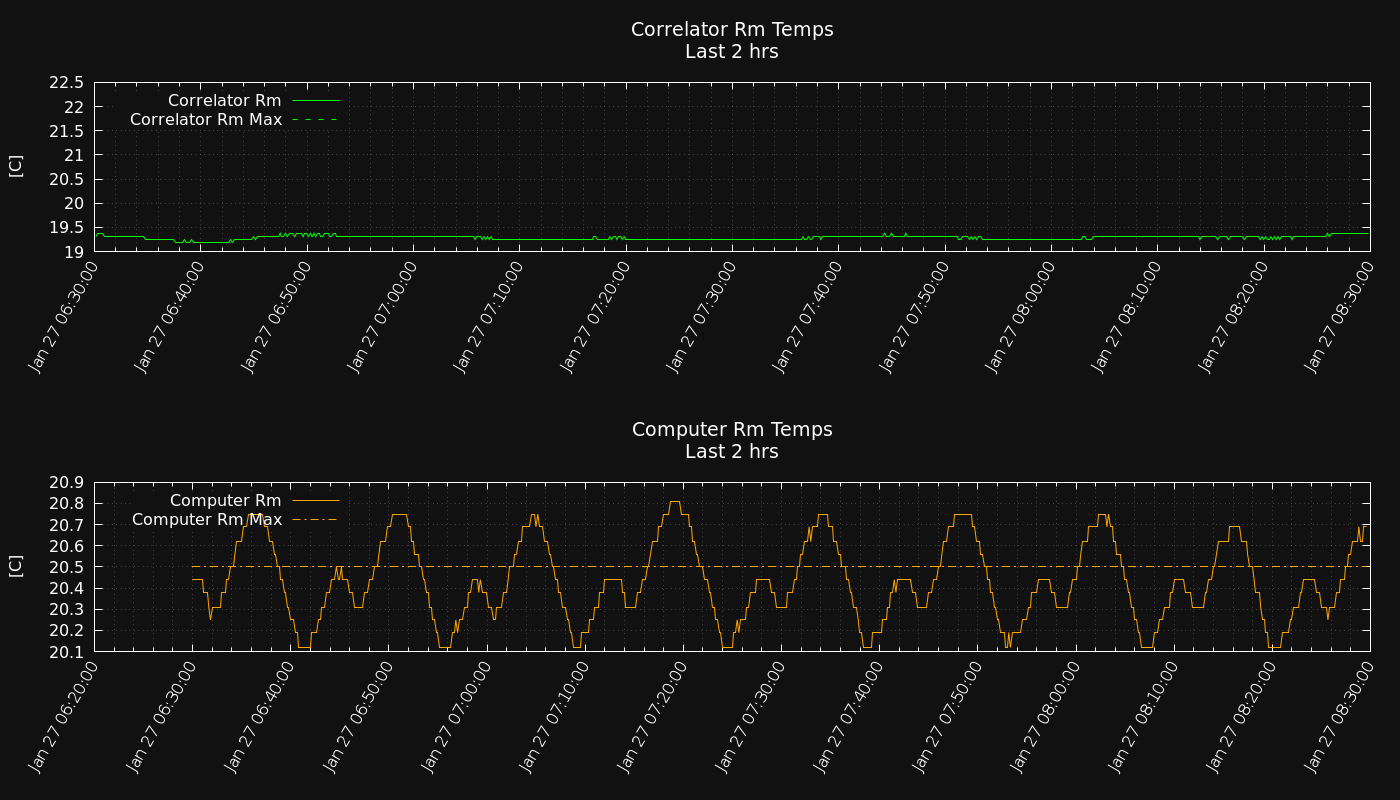 Correlator Rm Temps
Last 2 hrs
22.5
22
21.5
21
20.5
20
19.5
19
[C]
Correlator Rm
Correlator Rm Max
Jan 27 06:30:00
Jan 27 06:40:00
Jan 27 06:50:00
Jan 27 07:00:00
Jan 27 07:10:00
Jan 27 07:20:00
Jan 27 07:30:00
Jan 27 07:40:00
Jan 27 07:50:00
Jan 27 08:00:00
Jan 27 08:10:00
Jan 27 08:20:00
Jan 27 08:30:00
Computer Rm Temps
Last 2 hrs
20.9
20.8
20.7
20.6
20.5
20.4
20.3
20.2
20.1
[C]
Computer Rm
Computer Rm Max
Jan 27 06:20:00
Jan 27 06:30:00
Jan 27 06:40:00
Jan 27 06:50:00
Jan 27 07:00:00
Jan 27 07:10:00
Jan 27 07:20:00
Jan 27 07:30:00
Jan 27 07:40:00
Jan 27 07:50:00
Jan 27 08:00:00
Jan 27 08:10:00
Jan 27 08:20:00
Jan 27 08:30:00